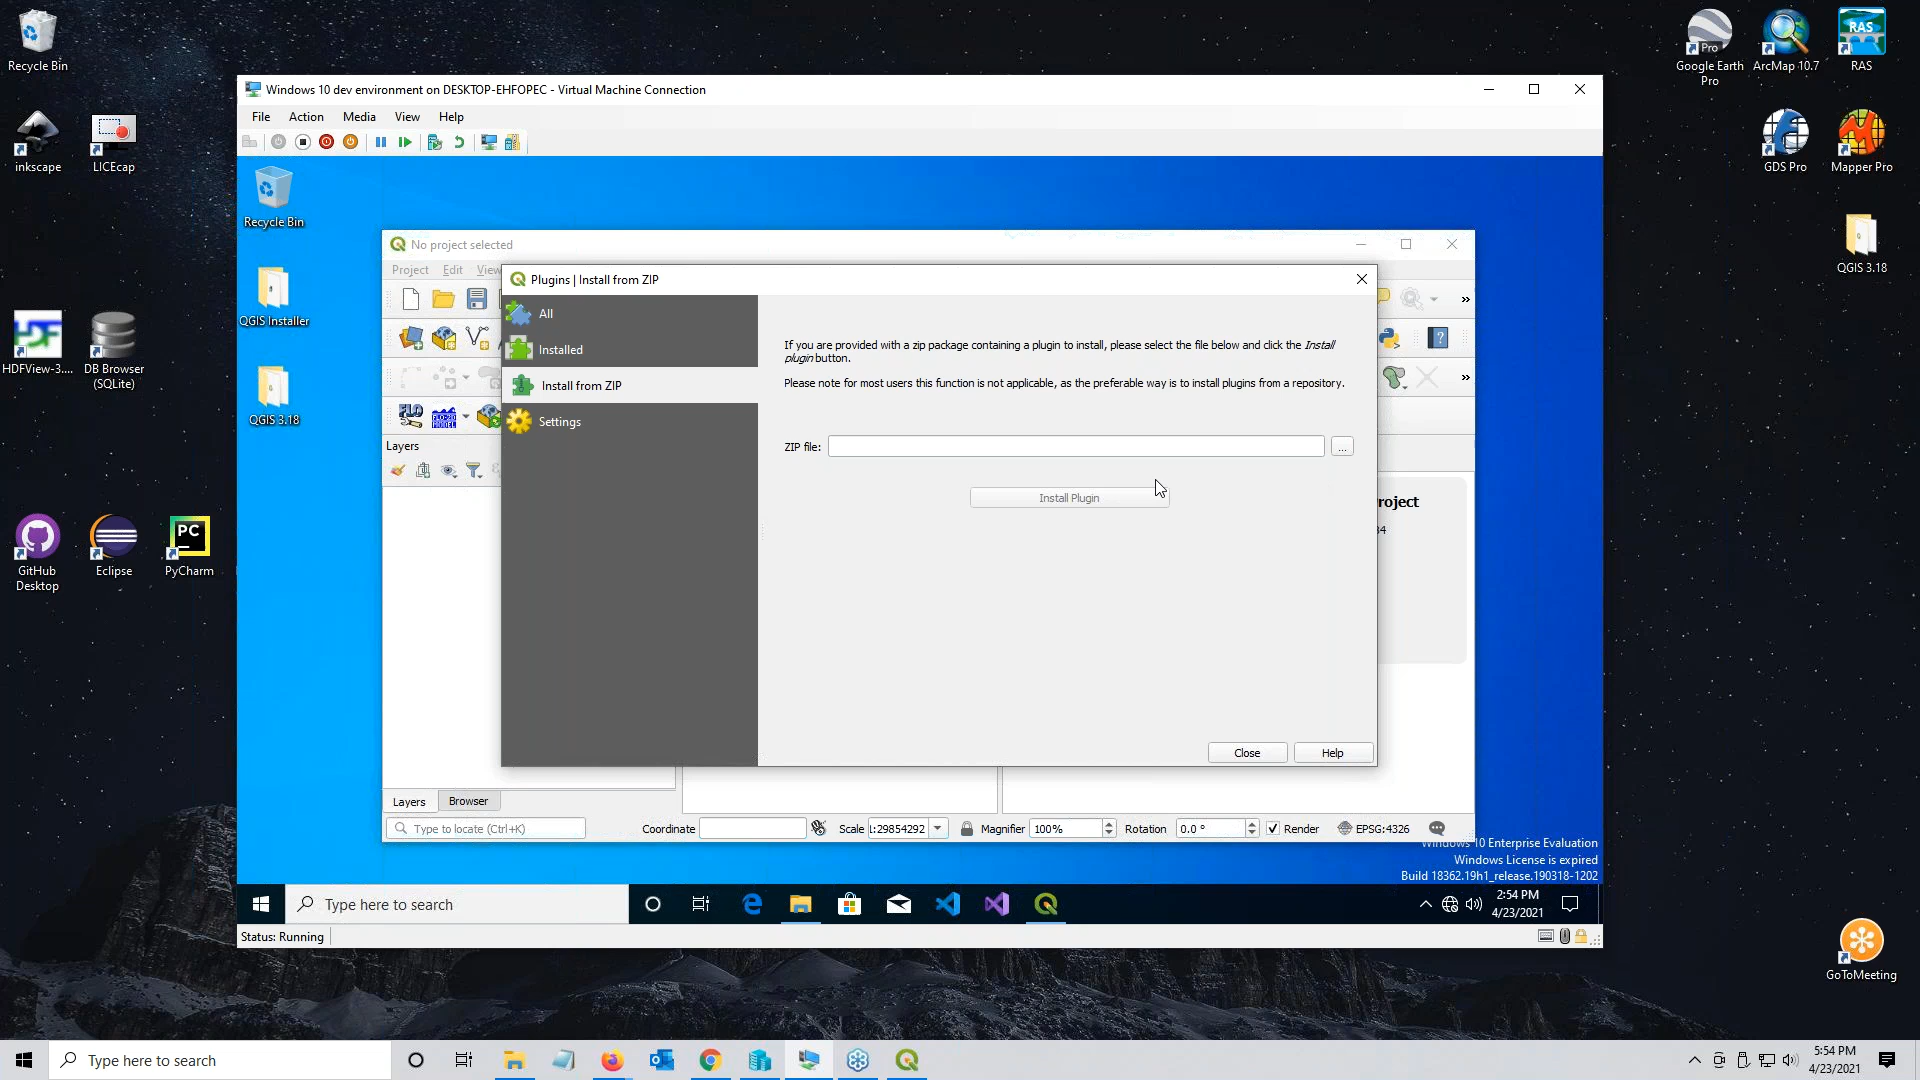 Recycle Bin
inkscape
LICEcap
HDFView-3....
DB Browser
(SQLite)
GitHub
Desktop
Eclipse
PyCharm
Google Earth
Pro
ArcMap 10.7
RAS
GDS Pro
Mapper Pro
QGIS 3.18
GoToMeeting
Windows 10 dev environment on DESKTOP-EHFOPEC - Virtual Machine Connection
File Action Media View Help
Recycle Bin
QGIS Installer
QGIS 3.18
No project selected
Project Edit View
Plugins | Install from ZIP
All
Installed
Install from ZIP
Settings
If you are provided with a zip package containing a plugin to install, please select the file below and click the Install
plugin button.
Please note for most users this function is not applicable, as the preferable way is to install plugins from a repository.
ZIP file:
...
Install Plugin
Close
Help
Layers
roject
34
Layers Browser
Type to locate (Ctrl+K)
Coordinate
Scale
1:29854292
Magnifier
100%
Rotation
0.0 °
Render
EPSG:4326
Windows 10 Enterprise Evaluation
Windows License is expired
Build 18362.19h1_release.190318-1202
Type here to search
2:54 PM
4/23/2021
Status: Running
Type here to search
5:54 PM
4/23/2021